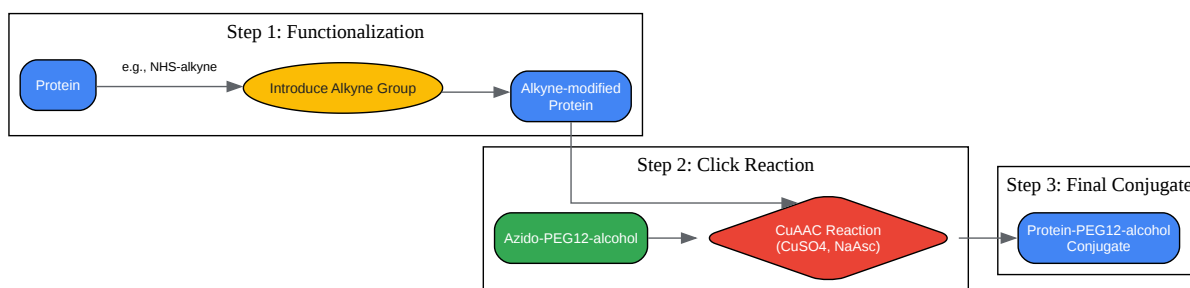 Step 1: Functionalization
Protein
e.g., NHS-alkyne
Introduce Alkyne Group
Alkyne-modified
Protein
Step 2: Click Reaction
Azido-PEG12-alcohol
CuAAC Reaction
(CuSO4, NaAsc)
Step 3: Final Conjugate
Protein-PEG12-alcohol
Conjugate